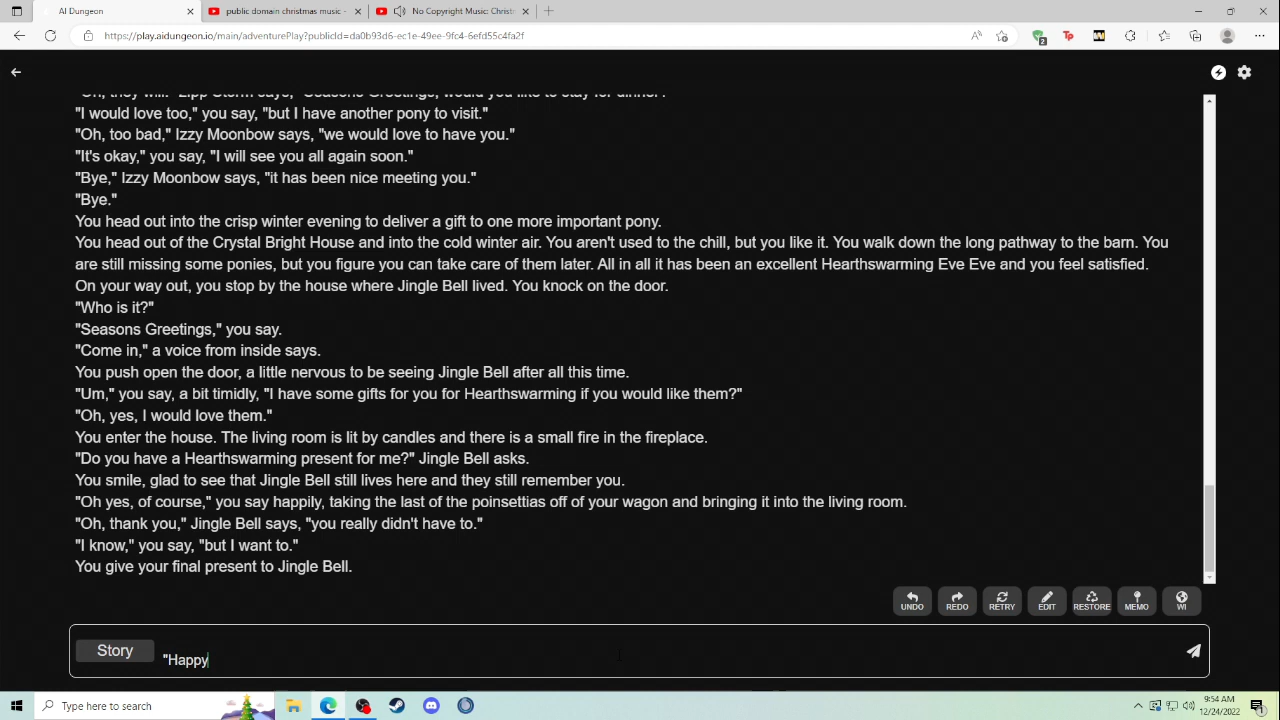 AI Dungeon
public domain christmas music -
No Copyright Music: Christm
https://play.aidungeon.io/main/adventurePlay?publicId=da0b93d6-ec1e-49ee-9fc4-6efd55c4fa2f
"Oh, they will." Zipp Storm says, "Seasons Greetings, would you like to stay for dinner?"
"I would love too," you say, "but I have another pony to visit."
"Oh, too bad," Izzy Moonbow says, "we would love to have you."
"It's okay," you say, "I will see you all again soon."
"Bye," Izzy Moonbow says, "it has been nice meeting you."
"Bye."
You head out into the crisp winter evening to deliver a gift to one more important pony.
You head out of the Crystal Bright House and into the cold winter air. You aren't used to the chill, but you like it. You walk down the long pathway to the barn. You
are still missing some ponies, but you figure you can take care of them later. All in all it has been an excellent Hearthswarming Eve Eve and you feel satisfied.
On your way out, you stop by the house where Jingle Bell lived. You knock on the door.
"Who is it?"
"Seasons Greetings," you say.
"Come in," a voice from inside says.
You push open the door, a little nervous to be seeing Jingle Bell after all this time.
"Um," you say, a bit timidly, "I have some gifts for you for Hearthswarming if you would like them?"
"Oh, yes, I would love them."
You enter the house. The living room is lit by candles and there is a small fire in the fireplace.
"Do you have a Hearthswarming present for me?" Jingle Bell asks.
You smile, glad to see that Jingle Bell still lives here and they still remember you.
"Oh yes, of course," you say happily, taking the last of the poinsettias off of your wagon and bringing it into the living room.
"Oh, thank you," Jingle Bell says, "you really didn't have to."
"I know," you say, "but I want to."
You give your final present to Jingle Bell.
UNDO REDO RETRY EDIT RESTORE MEMO WI
Story
"Happy
Type here to search
9:54 AM
12/24/2022